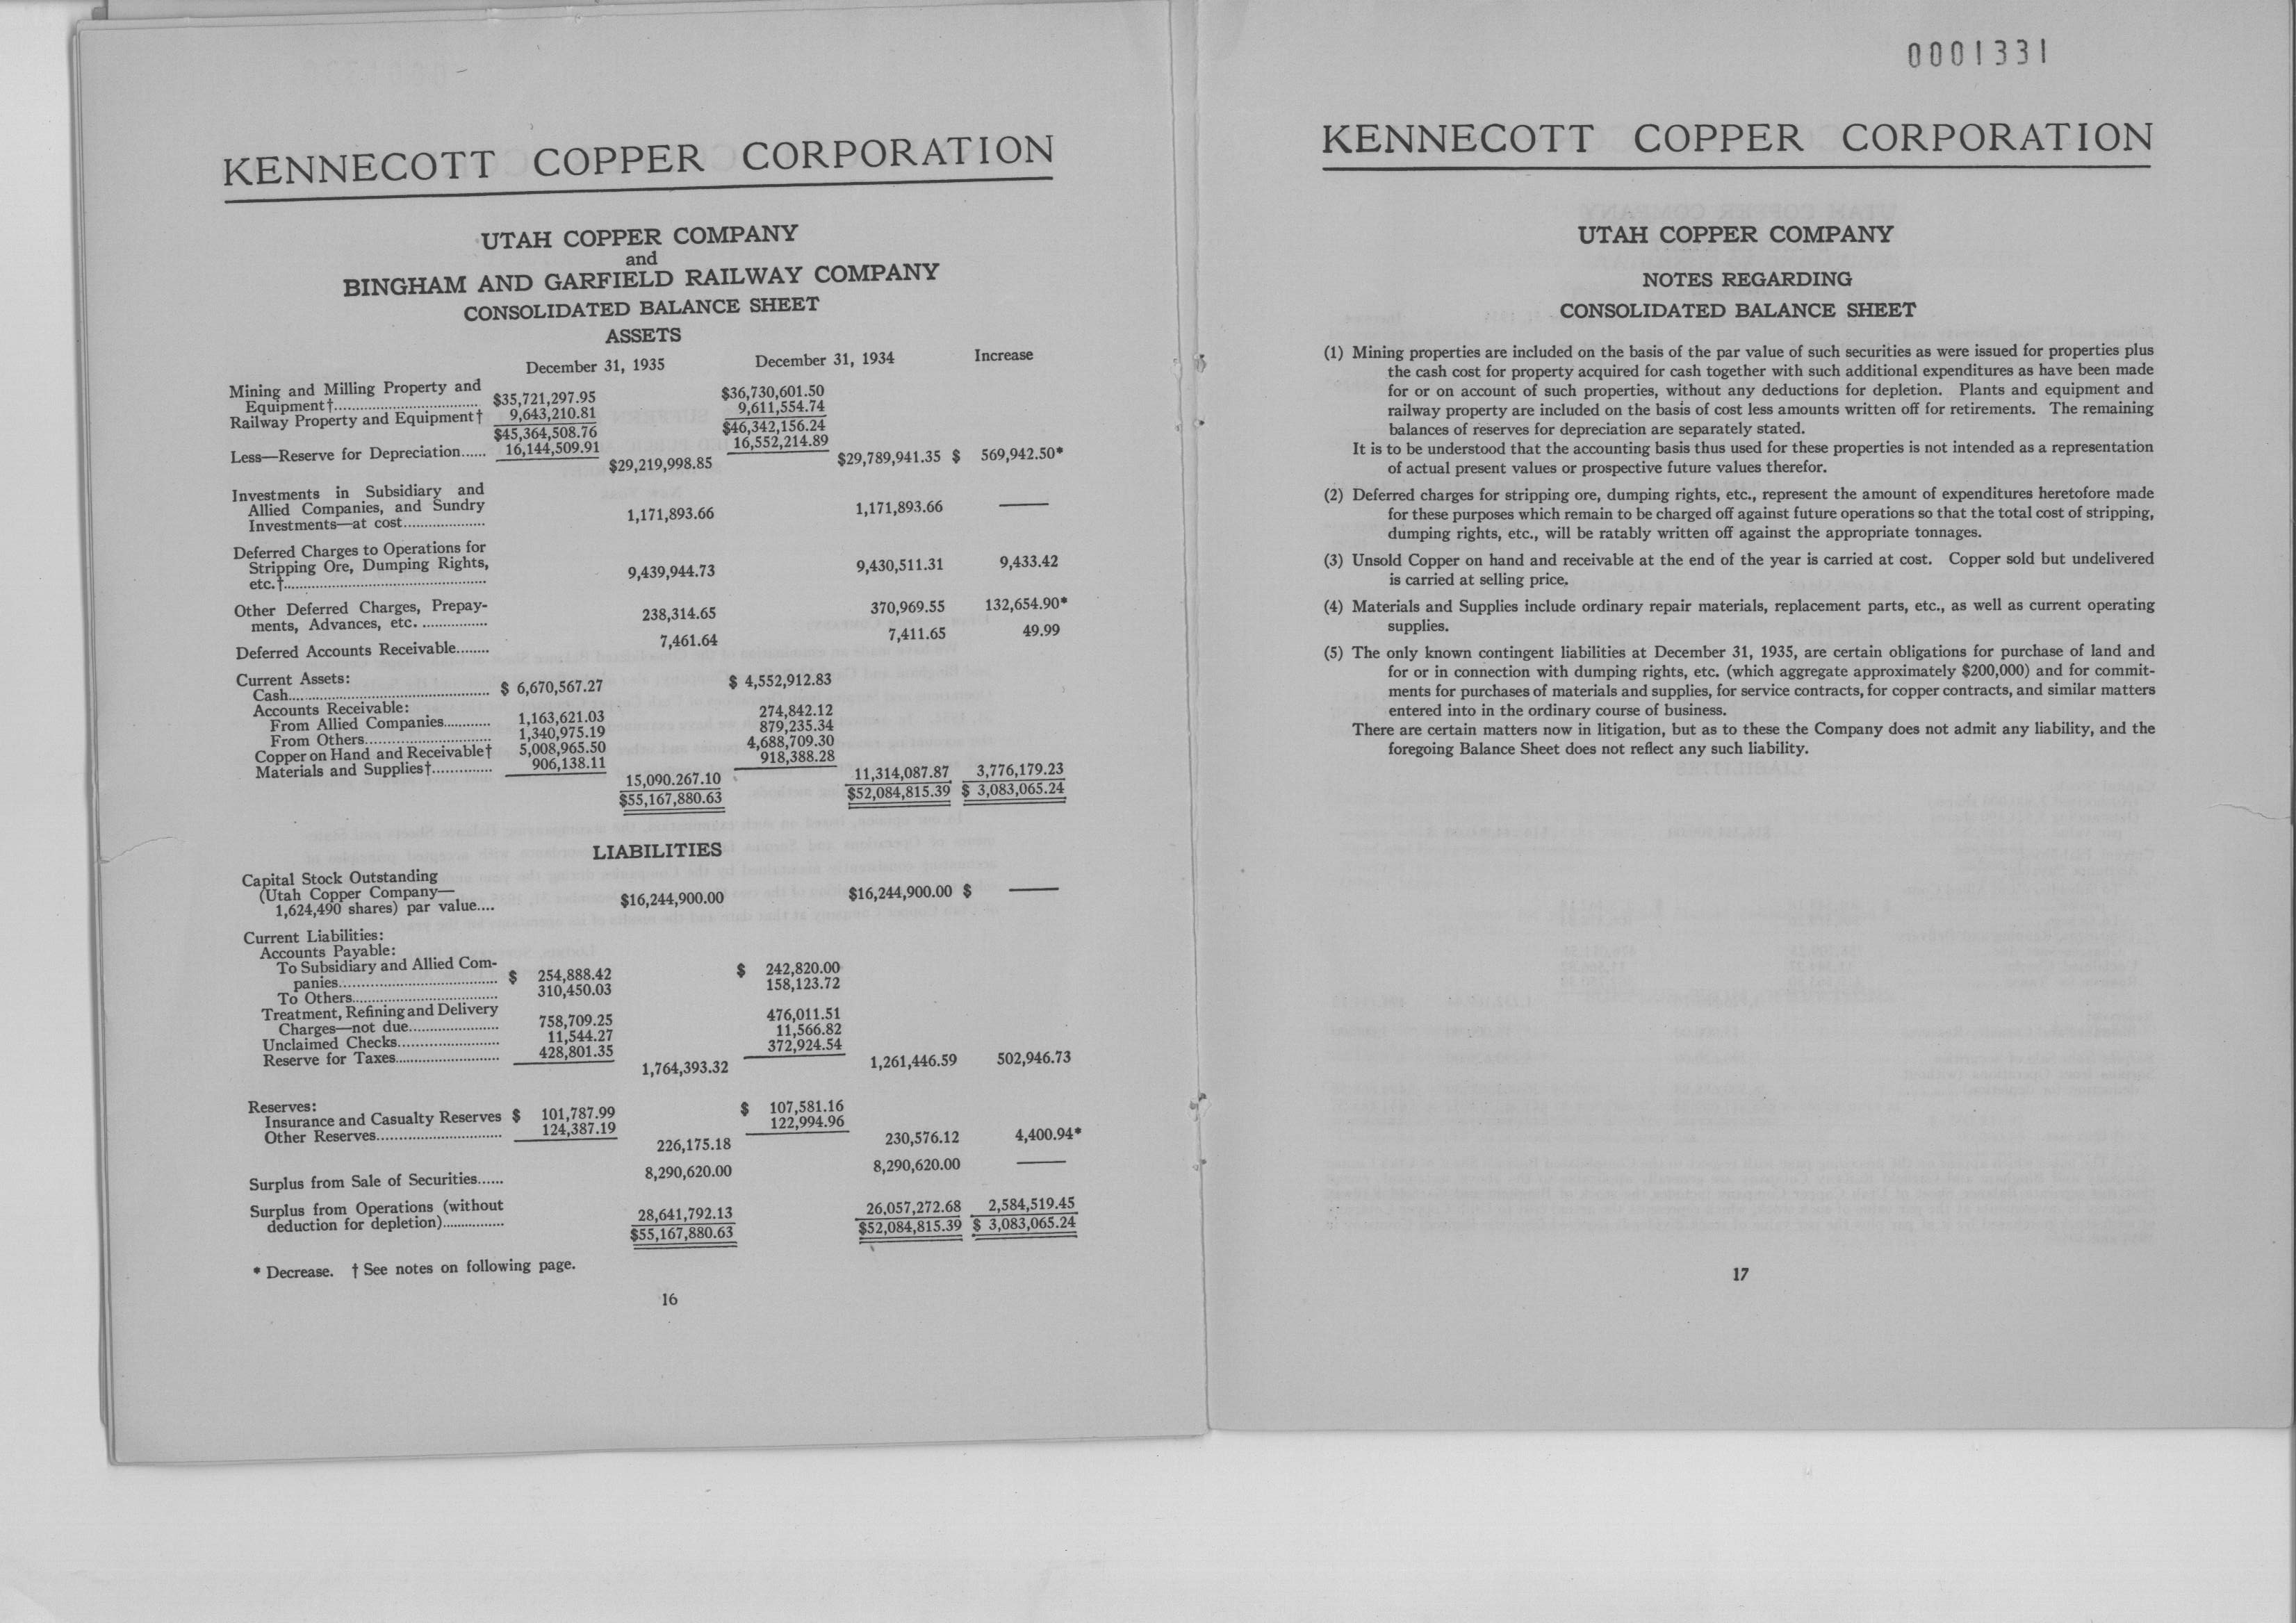 KENNECOTT COPPER CORPORATION
UTAH COPPER COMPANY
and
BINGHAM AND GARFIELD RAILWAY COMPANY
CONSOLIDATED BALANCE SHEET
ASSETS
December 31, 1935 December 31, 1934 Increase
Mining and Milling Property and
Equipment†.................................. $35,721,297.95 $36,730,601.50
Railway Property and Equipment† 9,643,210.81 9,611,554.74
$45,364,508.76 $46,342,156.24
Less—Reserve for Depreciation...... 16,144,509.91 16,552,214.89
$29,219,998.85 $29,789,941.35 $ 569,942.50*
Investments in Subsidiary and
Allied Companies, and Sundry
Investments—at cost.................... 1,171,893.66 1,171,893.66 ——
Deferred Charges to Operations for
Stripping Ore, Dumping Rights,
etc.†................................................ 9,439,944.73 9,430,511.31 9,433.42
Other Deferred Charges, Prepay-
ments, Advances, etc. ................ 238,314.65 370,969.55 132,654.90*
Deferred Accounts Receivable........ 7,461.64 7,411.65 49.99
Current Assets:
Cash................................................ $ 6,670,567.27 $ 4,552,912.83
Accounts Receivable:
From Allied Companies............ 1,163,621.03 274,842.12
From Others.............................. 1,340,975.19 879,235.34
Copper on Hand and Receivable† 5,008,965.50 4,688,709.30
Materials and Supplies†.............. 906,138.11 918,388.28
15,090.267.10 11,314,087.87 3,776,179.23
$55,167,880.63 $52,084,815.39 $ 3,083,065.24
LIABILITIES
Capital Stock Outstanding
(Utah Copper Company—
1,624,490 shares) par value.... $16,244,900.00 $16,244,900.00 $ ——
Current Liabilities:
Accounts Payable:
To Subsidiary and Allied Com-
panies...................................... $ 254,888.42 $ 242,820.00
To Others................................... 310,450.03 158,123.72
Treatment, Refining and Delivery
Charges—not due...................... 758,709.25 476,011.51
Unclaimed Checks........................ 11,544.27 11,566.82
Reserve for Taxes......................... 428,801.35 372,924.54
1,764,393.32 1,261,446.59 502,946.73
Reserves:
Insurance and Casualty Reserves $ 101,787.99 $ 107,581.16
Other Reserves.............................. 124,387.19 122,994.96
226,175.18 230,576.12 4,400.94*
Surplus from Sale of Securities...... 8,290,620.00 8,290,620.00 ——
Surplus from Operations (without
deduction for depletion)................ 28,641,792.13 26,057,272.68 2,584,519.45
$55,167,880.63 $52,084,815.39 $ 3,083,065.24
* Decrease. † See notes on following page.
16
0001331
KENNECOTT COPPER CORPORATION
UTAH COPPER COMPANY
NOTES REGARDING
CONSOLIDATED BALANCE SHEET
(1) Mining properties are included on the basis of the par value of such securities as were issued for properties plus
the cash cost for property acquired for cash together with such additional expenditures as have been made
for or on account of such properties, without any deductions for depletion. Plants and equipment and
railway property are included on the basis of cost less amounts written off for retirements. The remaining
balances of reserves for depreciation are separately stated.
It is to be understood that the accounting basis thus used for these properties is not intended as a representation
of actual present values or prospective future values therefor.
(2) Deferred charges for stripping ore, dumping rights, etc., represent the amount of expenditures heretofore made
for these purposes which remain to be charged off against future operations so that the total cost of stripping,
dumping rights, etc., will be ratably written off against the appropriate tonnages.
(3) Unsold Copper on hand and receivable at the end of the year is carried at cost. Copper sold but undelivered
is carried at selling price.
(4) Materials and Supplies include ordinary repair materials, replacement parts, etc., as well as current operating
supplies.
(5) The only known contingent liabilities at December 31, 1935, are certain obligations for purchase of land and
for or in connection with dumping rights, etc. (which aggregate approximately $200,000) and for commit-
ments for purchases of materials and supplies, for service contracts, for copper contracts, and similar matters
entered into in the ordinary course of business.
There are certain matters now in litigation, but as to these the Company does not admit any liability, and the
foregoing Balance Sheet does not reflect any such liability.
17